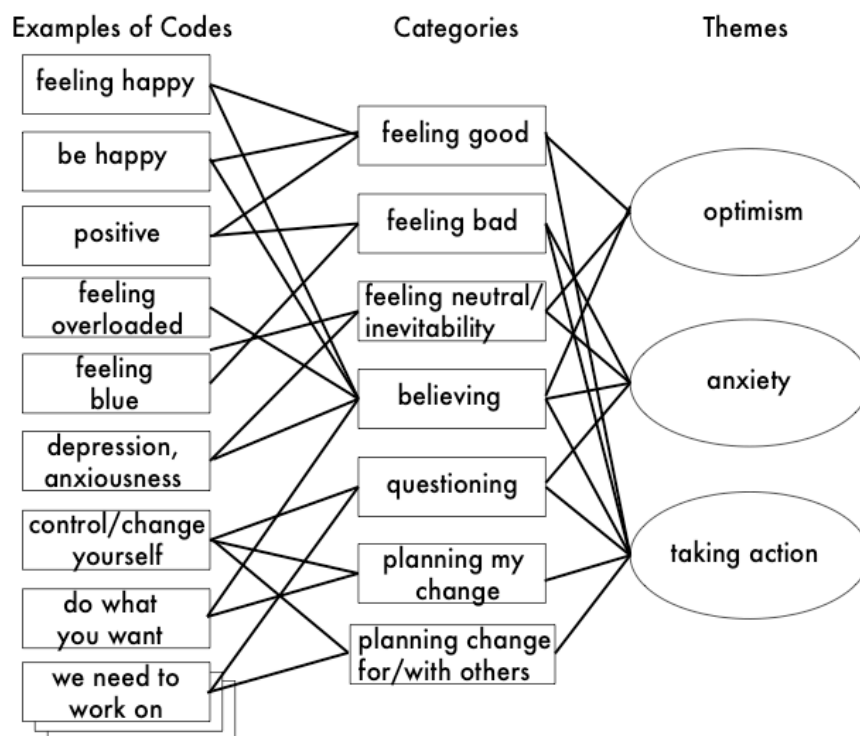 Examples of Codes
feeling happy
be happy
positive
feeling
overloaded
feeling
blue
depression,
anxiousness
control/change
yourself
do what
you want
we need to
work on
Categories
feeling good
feeling bad
feeling neutral/
inevitability
believing
questioning
planning my
change
planning change
for/with others
Themes
optimism
anxiety
taking action